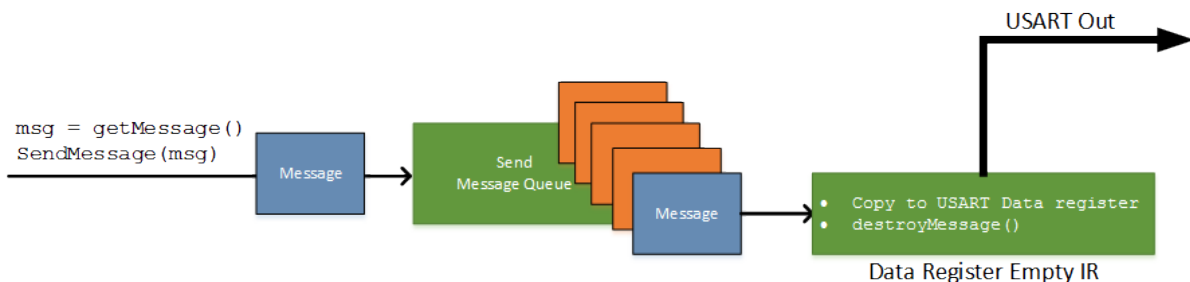 USART Out
msg = getMessage()
SendMessage(msg)
Message
Send
Message Queue
Message
• Copy to USART Data register
• destroyMessage()
Data Register Empty IR